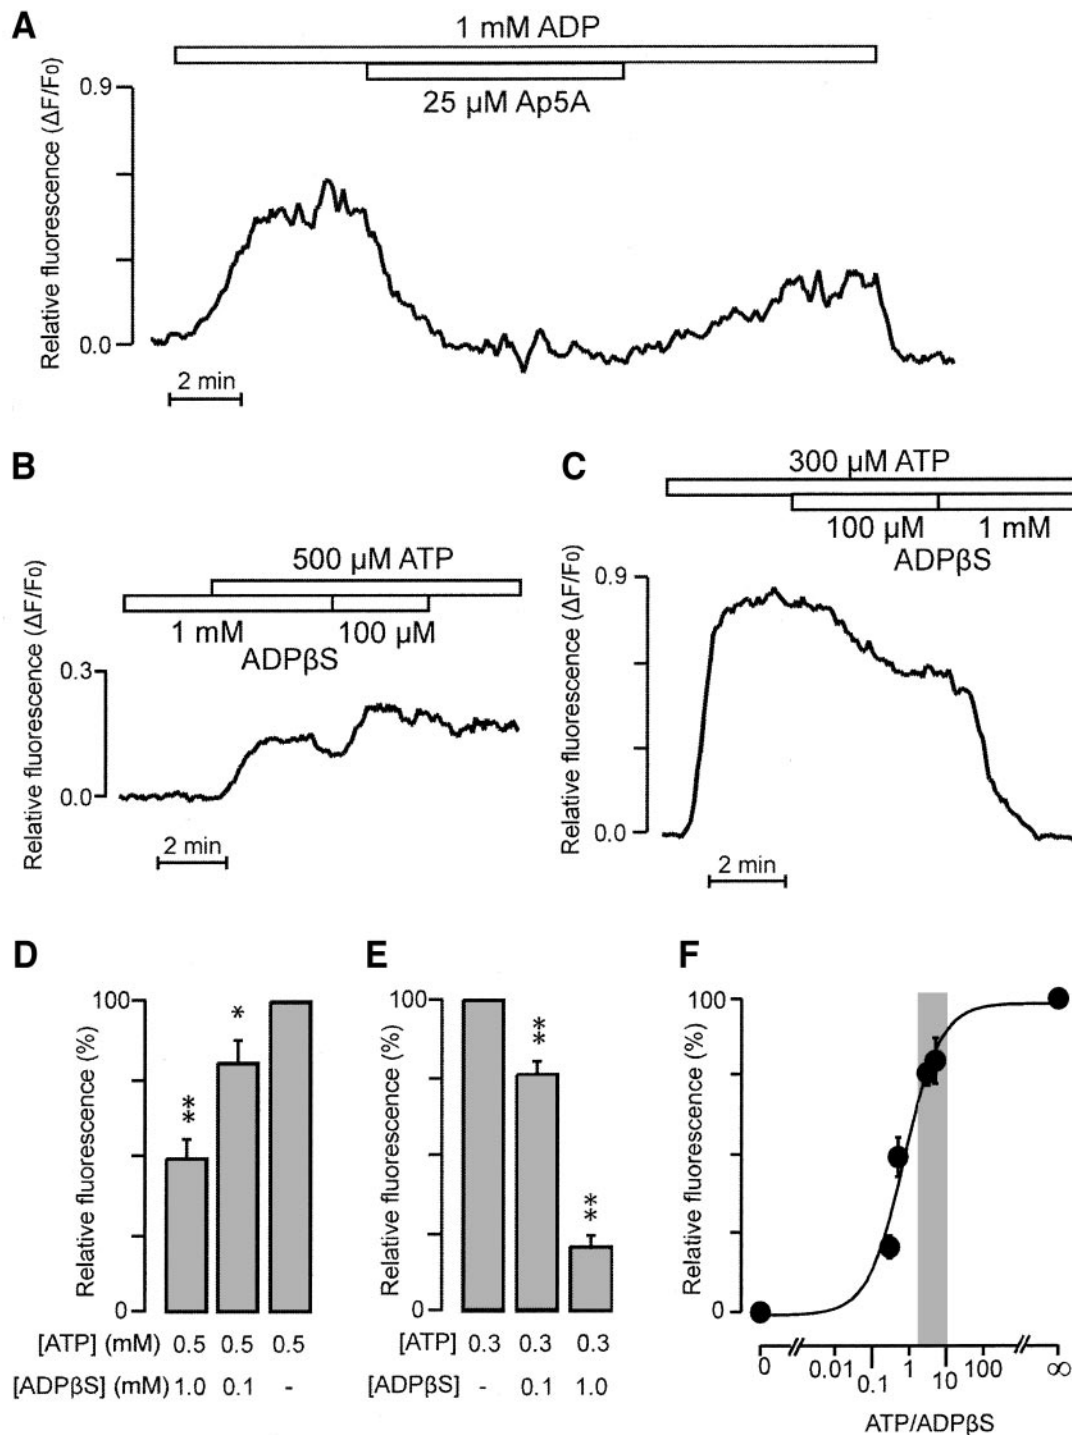 A
1 mM ADP
25 µM Ap5A
Relative fluorescence (ΔF/F0)
0.9
0.0
2 min
B
500 µM ATP
1 mM
100 µM
ADPβS
Relative fluorescence (ΔF/F0)
0.3
0.0
2 min
C
300 µM ATP
100 µM
1 mM
ADPβS
Relative fluorescence (ΔF/F0)
0.9
0.0
2 min
D
Relative fluorescence (%)
100
**
*
0
[ATP] (mM) 0.5 0.5 0.5
[ADPβS] (mM) 1.0 0.1 -
E
Relative fluorescence (%)
100
**
**
0
[ATP] 0.3 0.3 0.3
[ADPβS] - 0.1 1.0
F
Relative fluorescence (%)
100
0
0 0.01 0.1 1 10 100 ∞
ATP/ADPβS